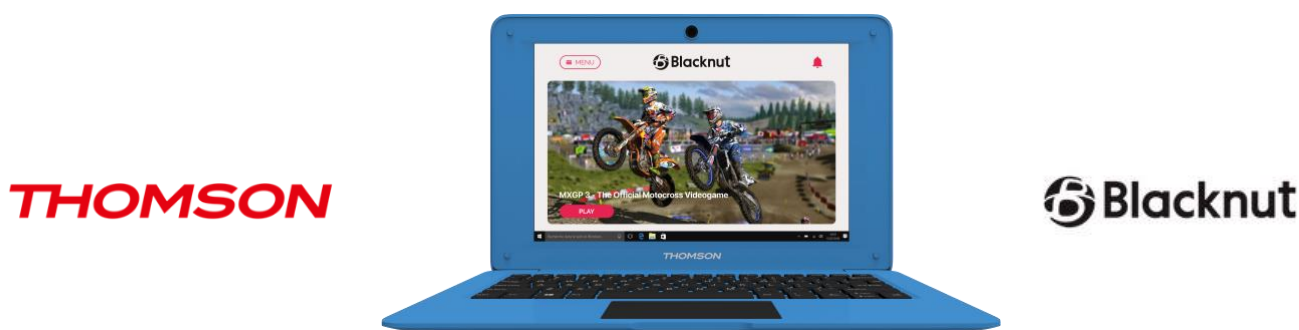 THOMSON
MENU
Blacknut
MXGP 3 - The Official Motocross Videogame
PLAY
THOMSON
Blacknut